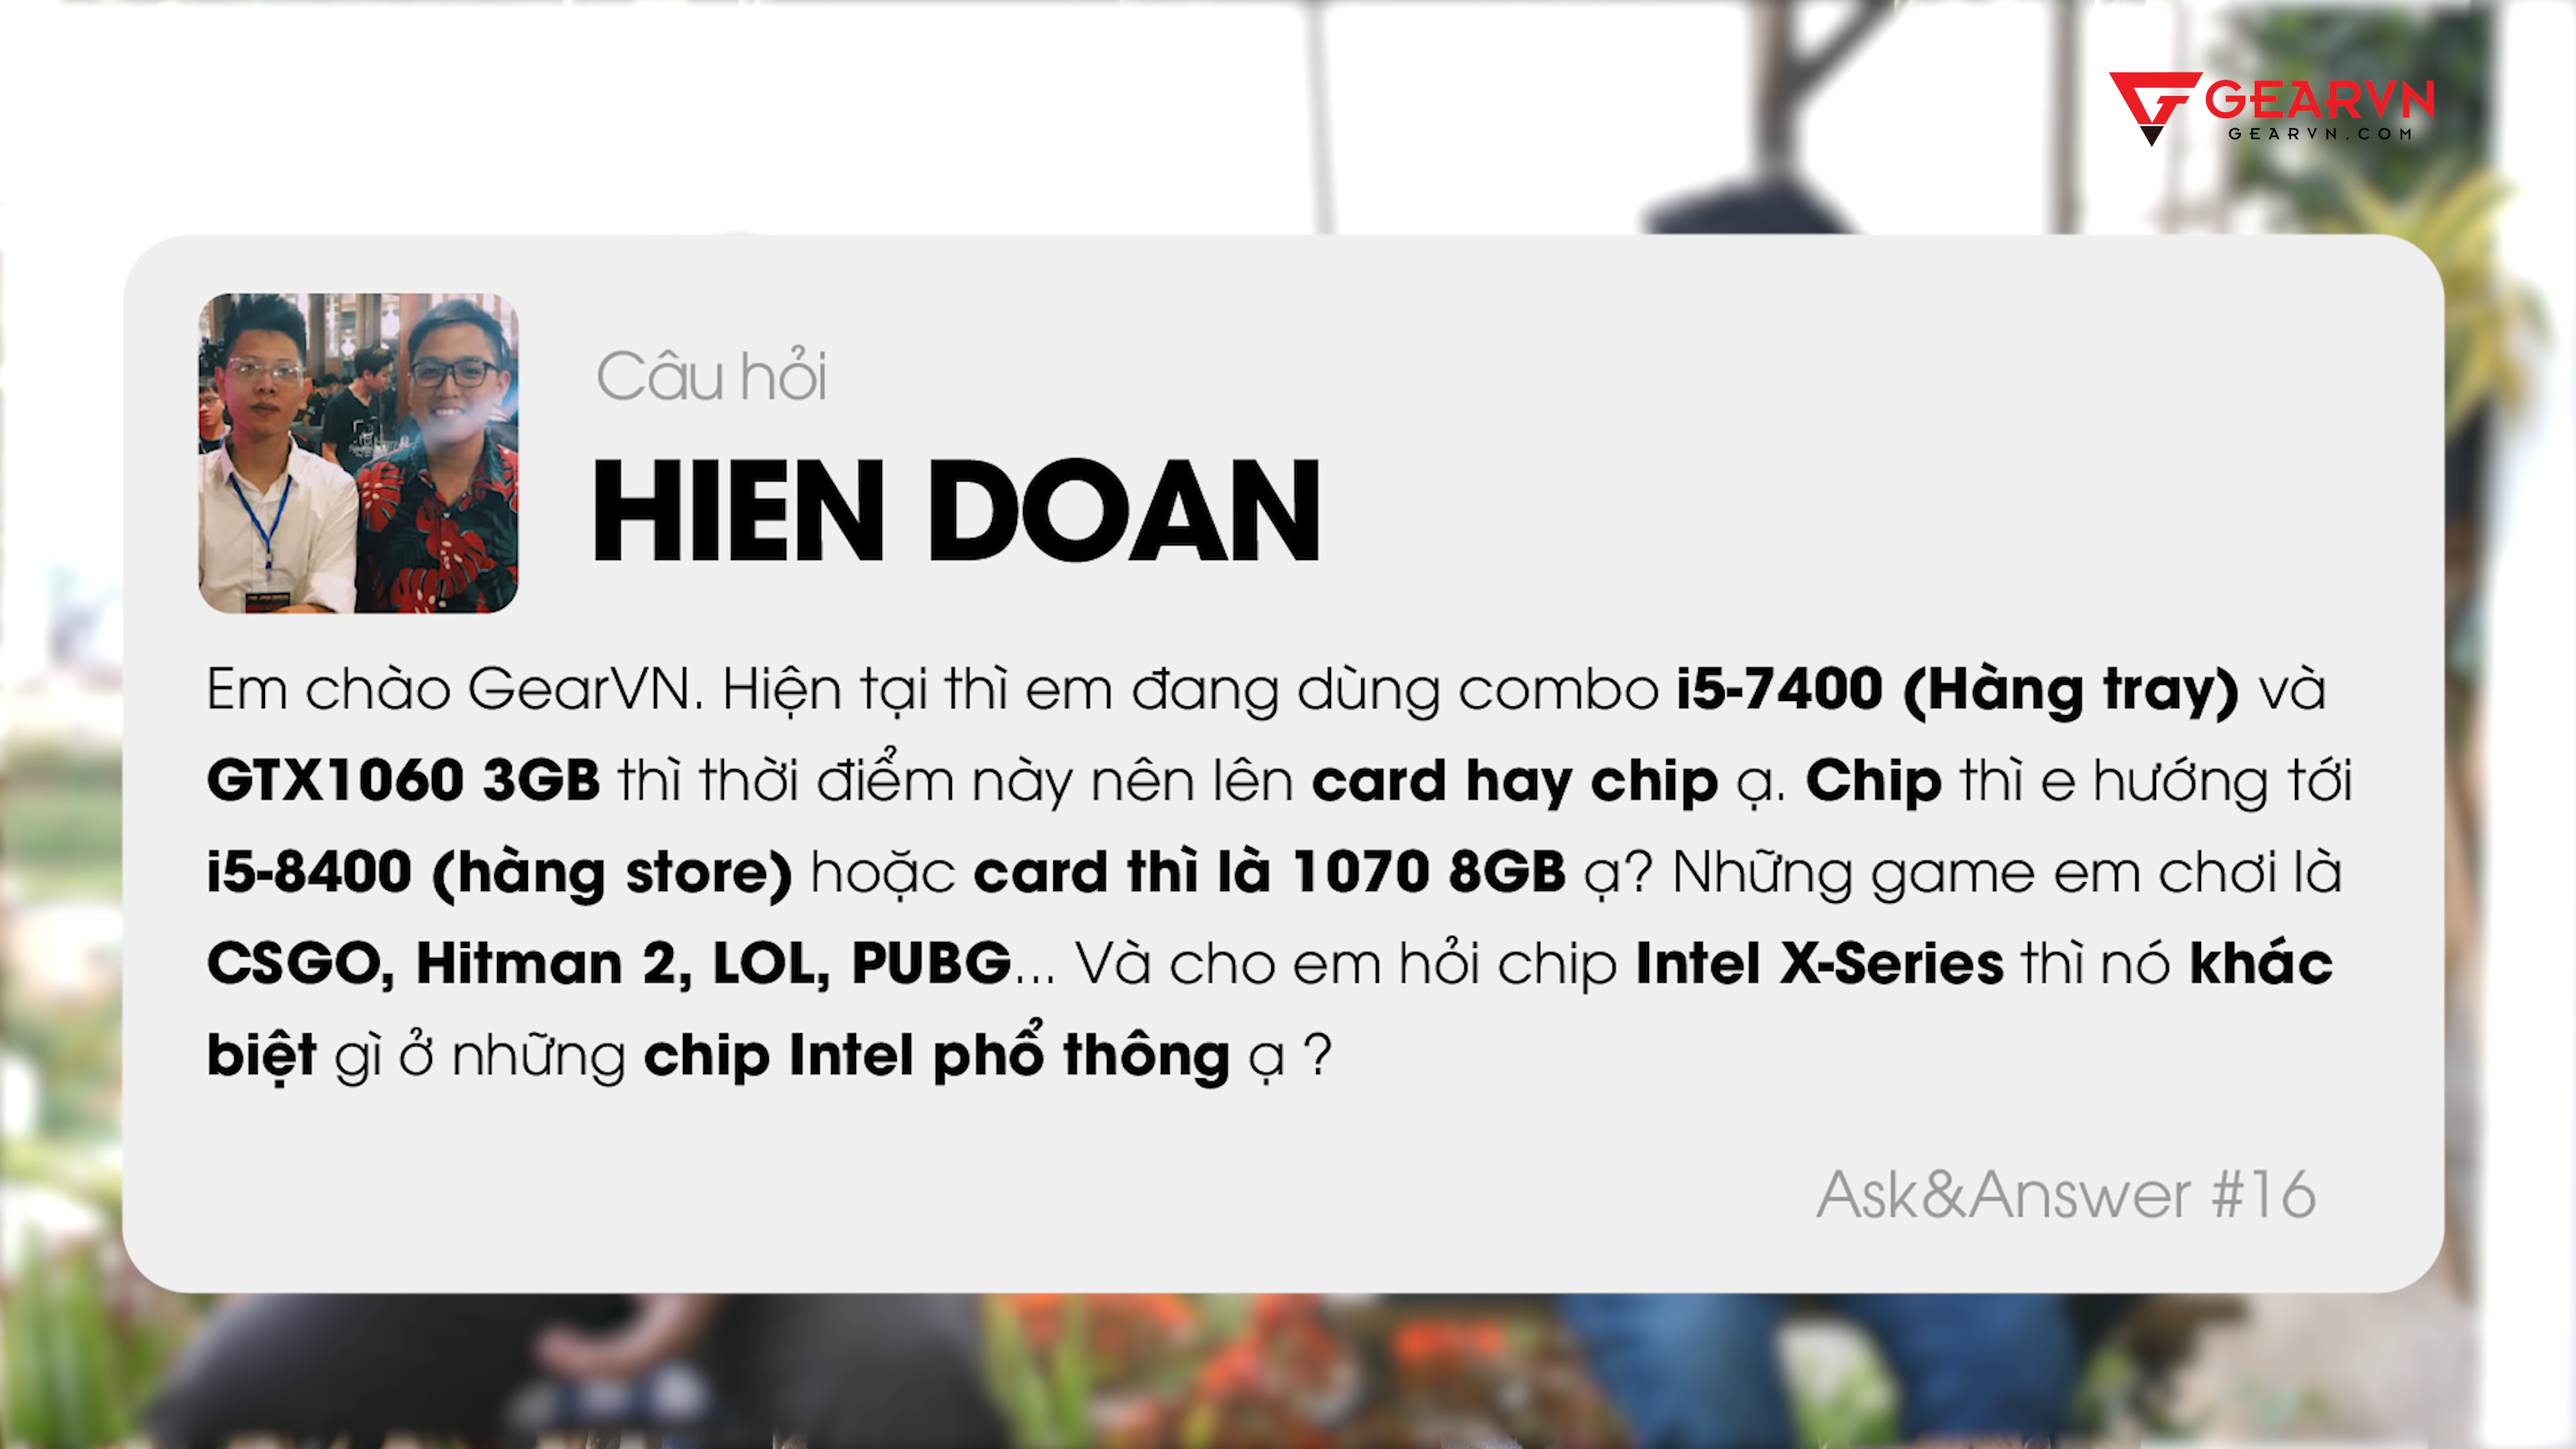 GEARVN
GEARVN.COM
Câu hỏi
HIEN DOAN
Em chào GearVN. Hiện tại thì em đang dùng combo i5-7400 (Hàng tray) và
GTX1060 3GB thì thời điểm này nên lên card hay chip ạ. Chip thì e hướng tới
i5-8400 (hàng store) hoặc card thì là 1070 8GB ạ? Những game em chơi là
CSGO, Hitman 2, LOL, PUBG... Và cho em hỏi chip Intel X-Series thì nó khác
biệt gì ở những chip Intel phổ thông ạ ?
Ask&Answer #16